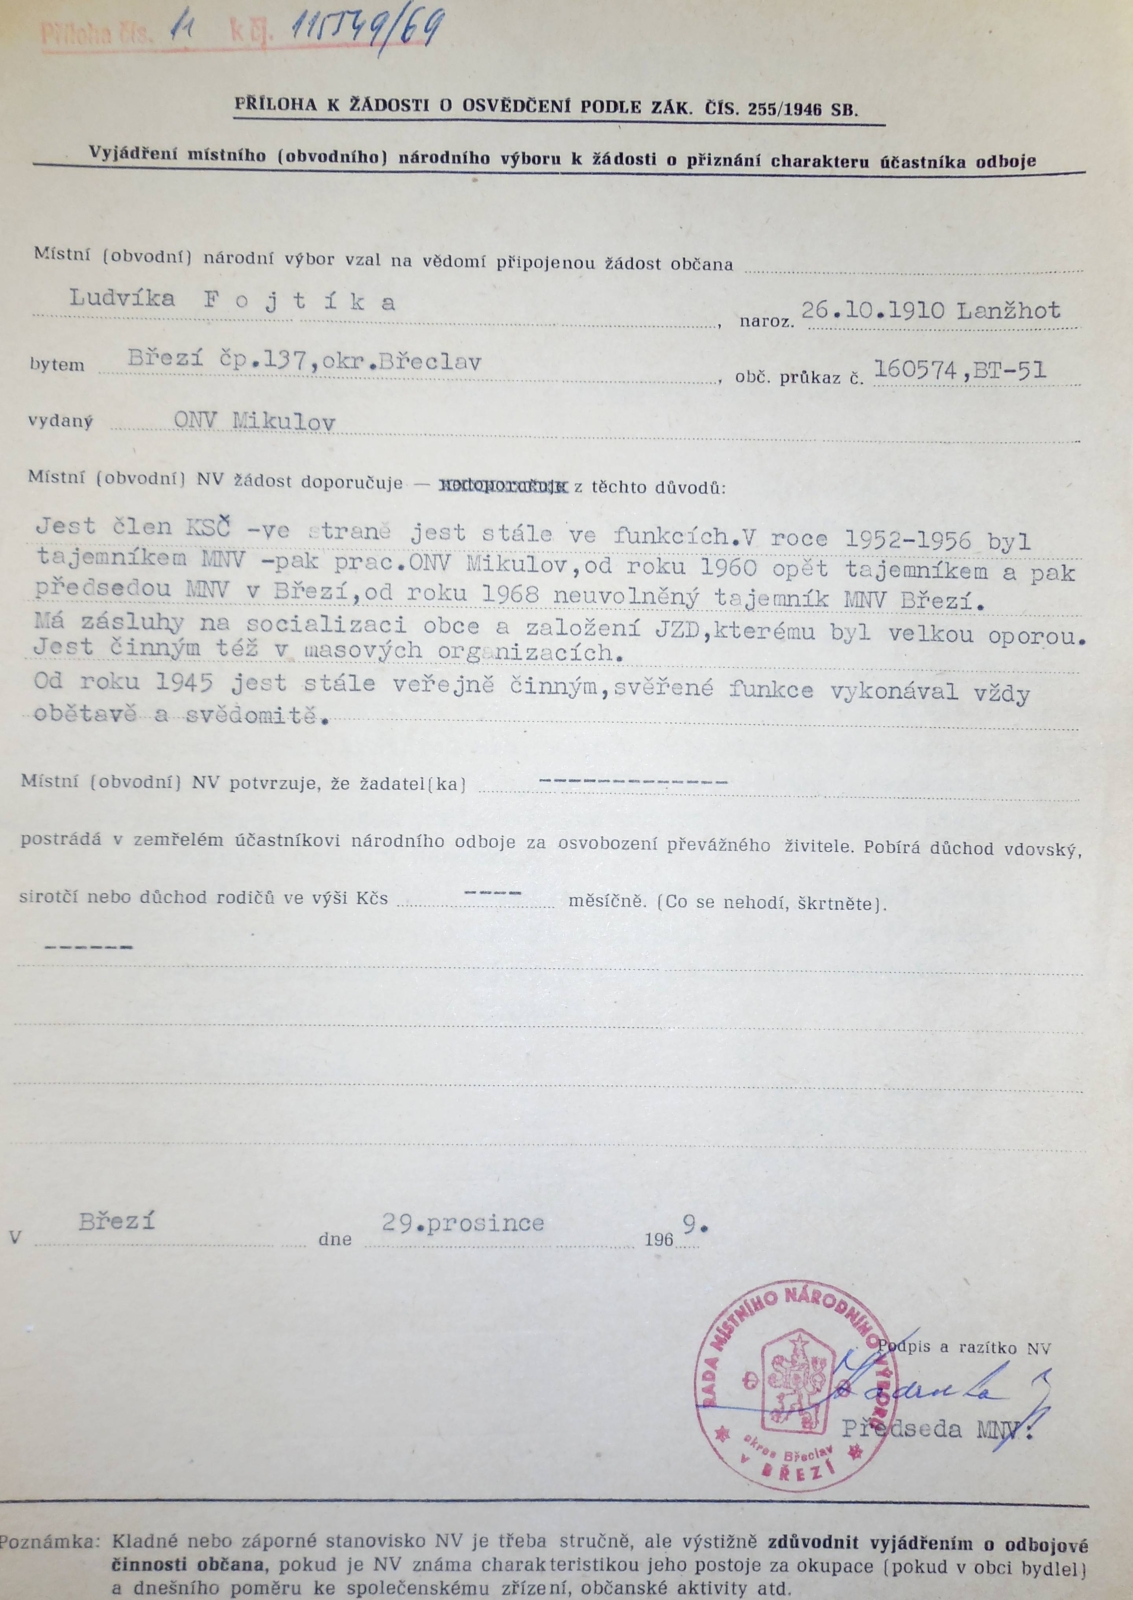 Příloha čís. 11 k čj. 115549/69
PŘÍLOHA K ŽÁDOSTI O OSVĚDČENÍ PODLE ZÁK. ČÍS. 255/1946 SB.
Vyjádření místního (obvodního) národního výboru k žádosti o přiznání charakteru účastníka odboje
Místní (obvodní) národní výbor vzal na vědomí připojenou žádost občana
Ludvíka F o j t í k a, naroz. 26.10.1910 Lanžhot
bytem Březí čp.137,okr.Břeclav, obč. průkaz č. 160574,BT-51
vydaný ONV Mikulov
Místní (obvodní) NV žádost doporučuje — nedoporučuje z těchto důvodů:
Jest člen KSČ -ve straně jest stále ve funkcích.V roce 1952-1956 byl
tajemníkem MNV -pak prac.ONV Mikulov,od roku 1960 opět tajemníkem a pak
předsedou MNV v Březí,od roku 1968 neuvolněný tajemník MNV Březí.
Má zásluhy na socializaci obce a založení JZD,kterému byl velkou oporou.
Jest činným též v masových organizacích.
Od roku 1945 jest stále veřejně činným,svěřené funkce vykonával vždy
obětavě a svědomitě.
Místní (obvodní) NV potvrzuje, že žadatel(ka) -------------
postrádá v zemřelém účastníkovi národního odboje za osvobození převážného živitele. Pobírá důchod vdovský,
sirotčí nebo důchod rodičů ve výši Kčs ---- měsíčně. (Co se nehodí, škrtněte).
------
V Březí dne 29.prosince 1969.
RADA MÍSTNÍHO NÁRODNÍHO VÝBORU
okres Břeclav
V BŘEZÍ
Podpis a razítko NV
Předseda MNV:
Poznámka: Kladné nebo záporné stanovisko NV je třeba stručně, ale výstižně zdůvodnit vyjádřením o odbojové
činnosti občana, pokud je NV známa charakteristikou jeho postoje za okupace (pokud v obci bydlel)
a dnešního poměru ke společenskému zřízení, občanské aktivity atd.